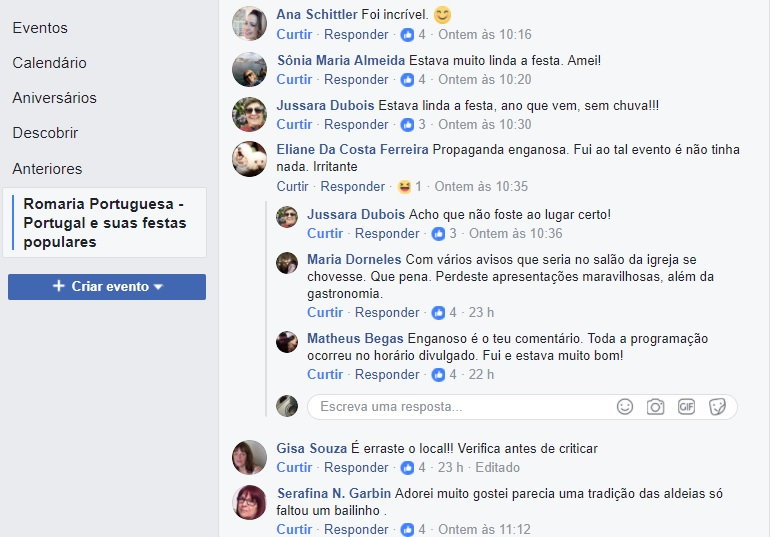 Eventos
Calendário
Aniversários
Descobrir
Anteriores
Romaria Portuguesa -
Portugal e suas festas
populares
+ Criar evento
Ana Schittler Foi incrível.
Curtir · Responder · 4 · Ontem às 10:16
Sônia Maria Almeida Estava muito linda a festa. Amei!
Curtir · Responder · 4 · Ontem às 10:20
Jussara Dubois Estava linda a festa, ano que vem, sem chuva!!!
Curtir · Responder · 3 · Ontem às 10:30
Eliane Da Costa Ferreira Propaganda enganosa. Fui ao tal evento é não tinha
nada. Irritante
Curtir · Responder · 1 · Ontem às 10:35
Jussara Dubois Acho que não foste ao lugar certo!
Curtir · Responder · 3 · Ontem às 10:36
Maria Dorneles Com vários avisos que seria no salão da igreja se
chovesse. Que pena. Perdeste apresentações maravilhosas, além da
gastronomia.
Curtir · Responder · 4 · 23 h
Matheus Begas Enganoso é o teu comentário. Toda a programação
ocorreu no horário divulgado. Fui e estava muito bom!
Curtir · Responder · 4 · 22 h
Escreva uma resposta...
GIF
Gisa Souza É erraste o local!! Verifica antes de criticar
Curtir · Responder · 4 · 23 h · Editado
Serafina N. Garbin Adorei muito gostei parecia uma tradição das aldeias só
faltou um bailinho .
Curtir · Responder · 4 · Ontem às 11:12